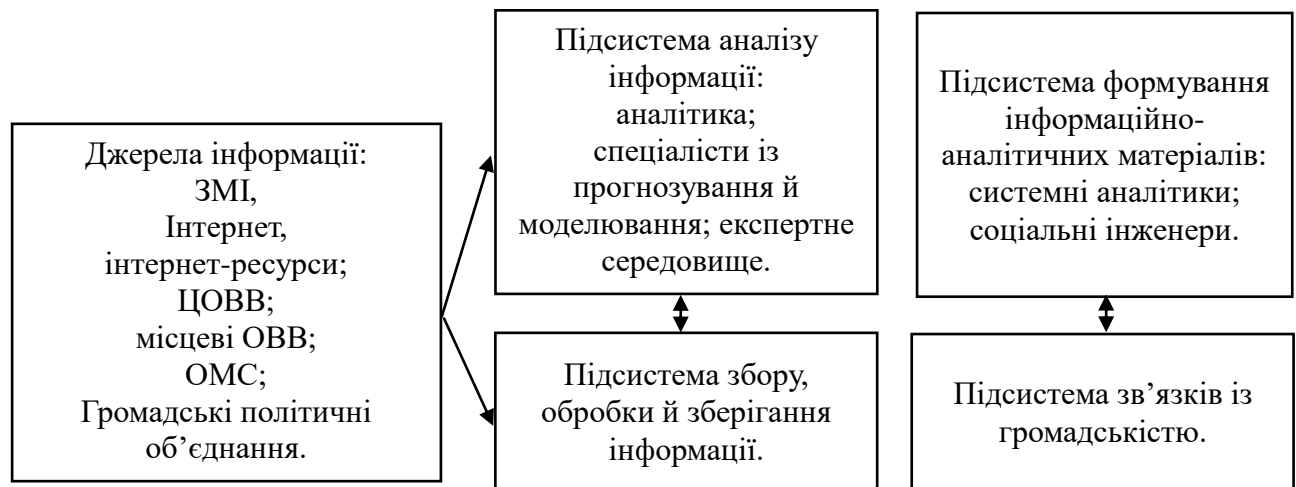 Джерела інформації:
ЗМІ,
Інтернет,
інтернет-ресурси;
ЦОВВ;
місцеві ОВВ;
ОМС;
Громадські політичні
об’єднання.
Підсистема аналізу
інформації:
аналітика;
спеціалісти із
прогнозування й
моделювання; експертне
середовище.
Підсистема збору,
обробки й зберігання
інформації.
Підсистема формування
інформаційно-
аналітичних матеріалів:
системні аналітики;
соціальні інженери.
Підсистема зв’язків із
громадськістю.